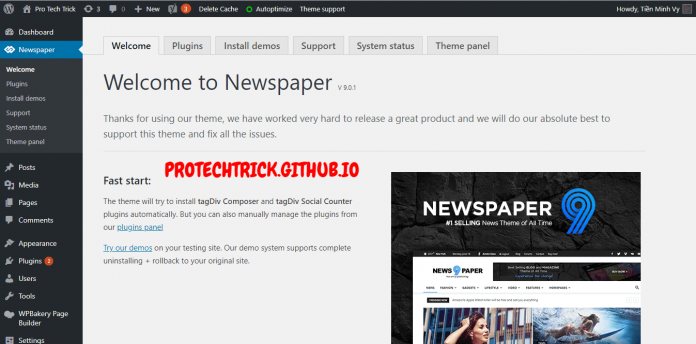 Pro Tech Trick 3 0 New 3 Delete Cache Autoptimize Theme support Howdy, Tiến Minh Vy
Dashboard
Newspaper
Welcome
Plugins
Install demos
Support
System status
Theme panel
Posts
Media
Pages
Comments
Appearance
Plugins 2
Users
Tools
WPBakery Page
Builder
Settings
Welcome Plugins Install demos Support System status Theme panel
Welcome to Newspaper V 9.0.1
Thanks for using our theme, we have worked very hard to release a great product and we will do our absolute best to
support this theme and fix all the issues.
PROTECHTRICK.GITHUB.IO
Fast start:
The theme will try to install tagDiv Composer and tagDiv Social Counter
plugins automatically. But you can also manually manage the plugins from
our plugins panel
Try our demos on your testing site. Our demo system supports complete
uninstalling + rollback to your original site.
NEWSPAPER 9
#1 SELLING News Theme of All Time
NEWS 9 PAPER
NEWS FASHION GADGETS LIFESTYLE VIDEO FEATURES HOMEPAGES
TRENDING NOW